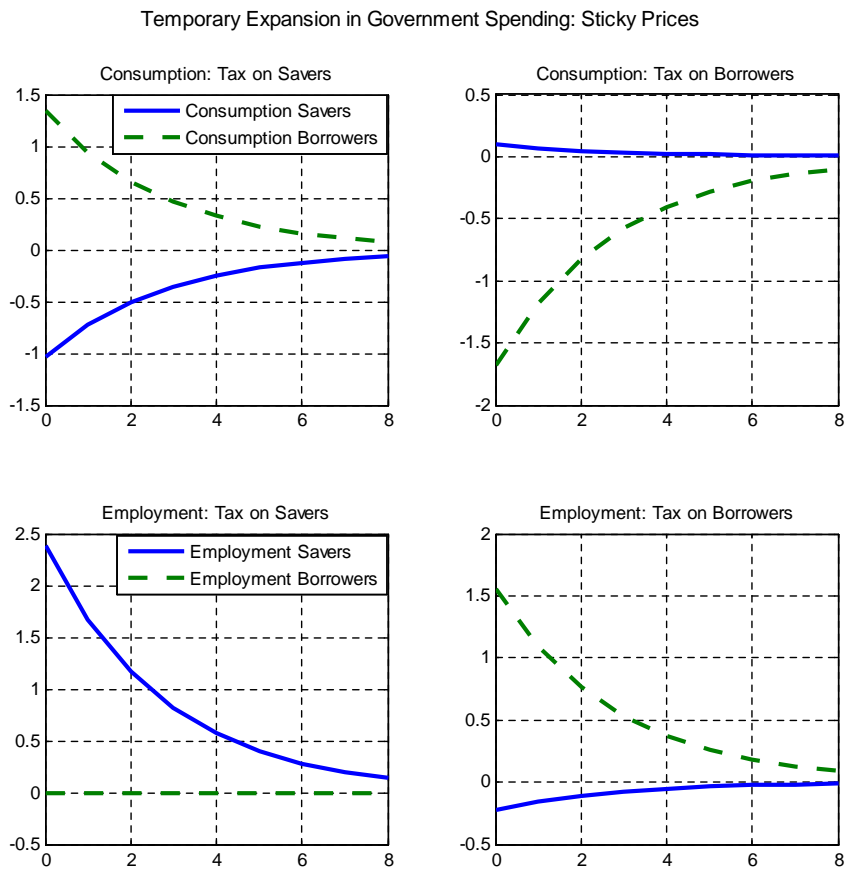 Temporary Expansion in Government Spending: Sticky Prices
Consumption: Tax on Savers
1.5
1
0.5
0
-0.5
-1
-1.5
0 2 4 6 8
Consumption Savers
Consumption Borrowers
Consumption: Tax on Borrowers
0.5
0
-0.5
-1
-1.5
-2
0 2 4 6 8
Employment: Tax on Savers
2.5
2
1.5
1
0.5
0
-0.5
0 2 4 6 8
Employment Savers
Employment Borrowers
Employment: Tax on Borrowers
2
1.5
1
0.5
0
-0.5
0 2 4 6 8